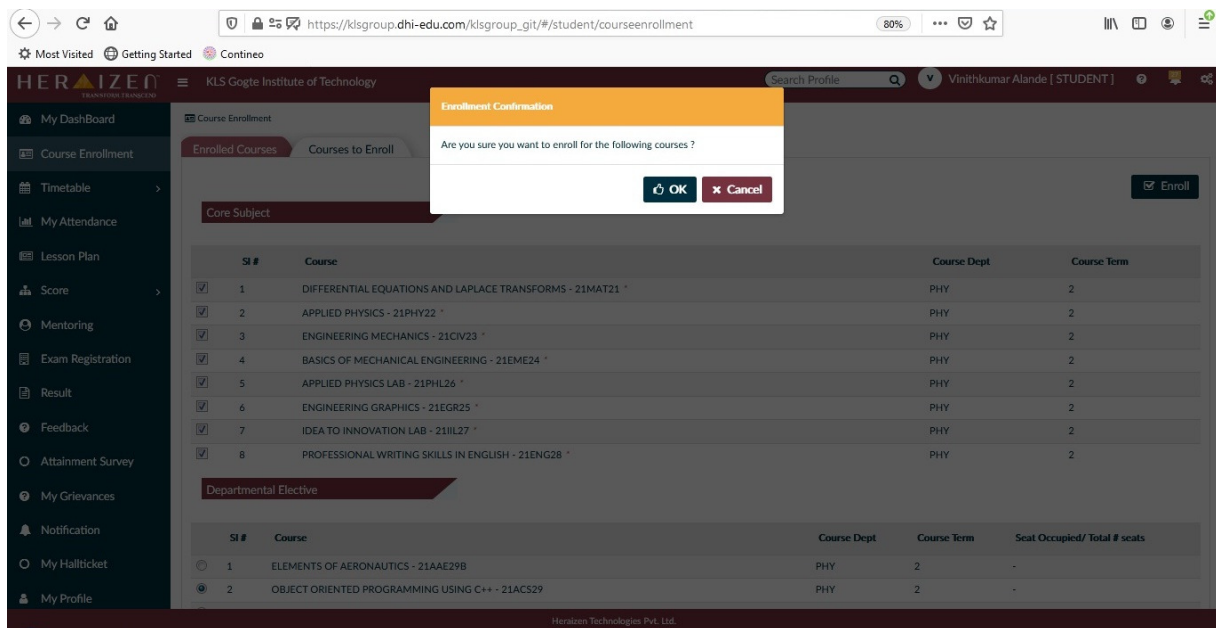 https://klsgroup.dhi-edu.com/klsgroup_git/#/student/courseenrollment 80%
Most Visited Getting Started Contineo
HERAIZEN KLS Gogte Institute of Technology Search Profile V Vinithkumar Alande [ STUDENT ]
TRANSFORM.TRANSCEND
Enrollment Confirmation
Are you sure you want to enroll for the following courses ?
OK Cancel
My DashBoard
Course Enrollment
Timetable
My Attendance
Lesson Plan
Score
Mentoring
Exam Registration
Result
Feedback
Attainment Survey
My Grievances
Notification
My Hallticket
My Profile
Course Enrollment
Enrolled Courses Courses to Enroll
Enroll
Core Subject
Sl # Course Course Dept Course Term
1 DIFFERENTIAL EQUATIONS AND LAPLACE TRANSFORMS - 21MAT21 * PHY 2
2 APPLIED PHYSICS - 21PHY22 * PHY 2
3 ENGINEERING MECHANICS - 21CIV23 * PHY 2
4 BASICS OF MECHANICAL ENGINEERING - 21EME24 * PHY 2
5 APPLIED PHYSICS LAB - 21PHL26 * PHY 2
6 ENGINEERING GRAPHICS - 21EGR25 * PHY 2
7 IDEA TO INNOVATION LAB - 21IIL27 * PHY 2
8 PROFESSIONAL WRITING SKILLS IN ENGLISH - 21ENG28 * PHY 2
Departmental Elective
Sl # Course Course Dept Course Term Seat Occupied/ Total # seats
1 ELEMENTS OF AERONAUTICS - 21AAE29B PHY 2 -
2 OBJECT ORIENTED PROGRAMMING USING C++ - 21ACS29 PHY 2 -
Heraizen Technologies Pvt. Ltd.